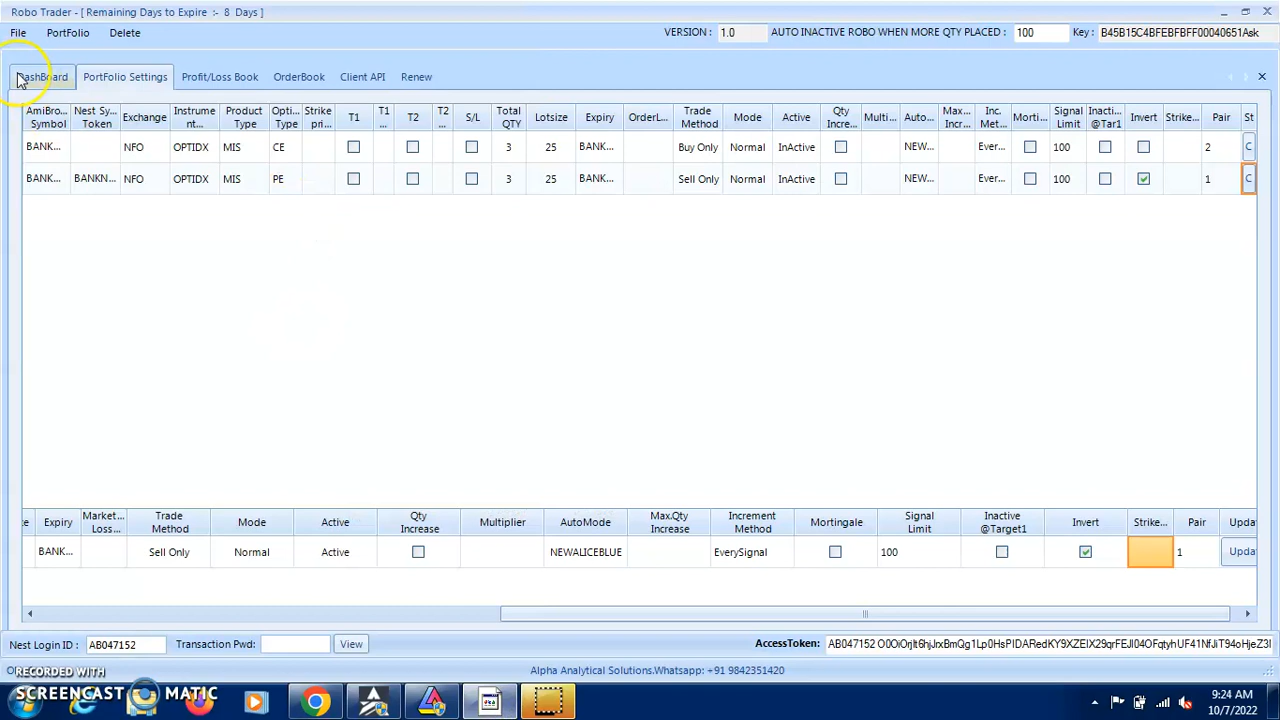 Robo Trader - [ Remaining Days to Expire :- 8 Days ]
File PortFolio Delete
VERSION : 1.0 AUTO INACTIVE ROBO WHEN MORE QTY PLACED : 100 Key : B45B15C4BFEBFBFF00040651Ask
DashBoard PortFolio Settings Profit/Loss Book OrderBook Client API Renew
AmiBro... Symbol Nest Sy... Token Exchange Instrume nt... Product Type Opti... Type Strike pri... T1 T1 ... T2 T2 ... S/L Total QTY Lotsize Expiry OrderL... Trade Method Mode Active Qty Incre... Multi... Auto... Max... Incr... Inc. Met... Morti... Signal Limit Inacti... @Tar1 Invert Strike... Pair St
BANK... NFO OPTIDX MIS CE 3 25 BANK... Buy Only Normal InActive NEW... Ever... 100 2 C
BANK... BANKN... NFO OPTIDX MIS PE 3 25 BANK... Sell Only Normal InActive NEW... Ever... 100 1 C
Expiry Market... Loss... Trade Method Mode Active Qty Increase Multiplier AutoMode Max.Qty Increase Increment Method Mortingale Signal Limit Inactive @Target1 Invert Strike... Pair Upda
BANK... Sell Only Normal Active NEWALICEBLUE EverySignal 100 1 Upda
Nest Login ID : AB047152 Transaction Pwd: View AccessToken :
Alpha Analytical Solutions.Whatsapp: +91 9842351420
RECORDED WITH
SCREENCAST MATIC
9:24 AM
10/7/2022